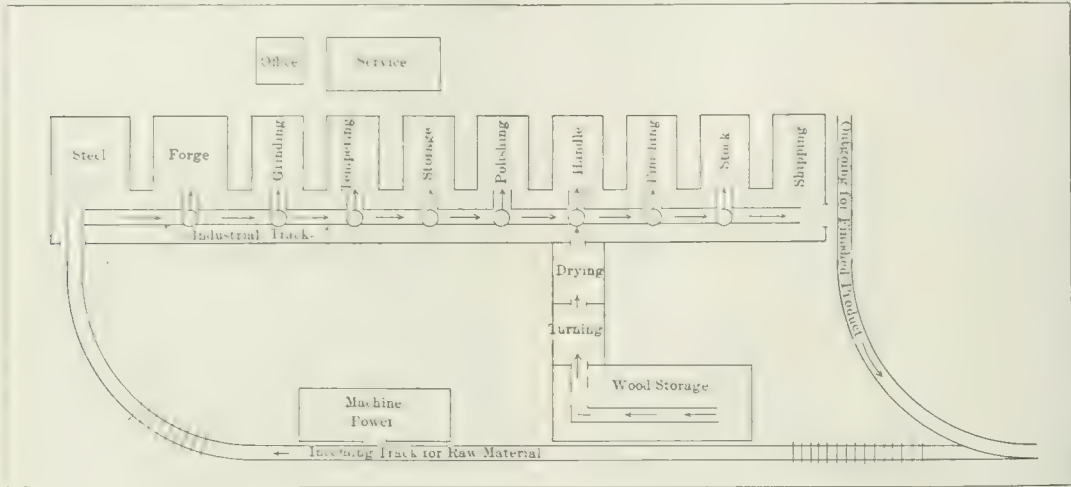 Office
Service
Steel
Forge
Grinding
Tempering
Storage
Polishing
Handle
Finishing
Stock
Shipping
Outgoing for Finished Product
Industrial Track
Drying
Turning
Wood Storage
Machine
Power
Incoming Track for Raw Material